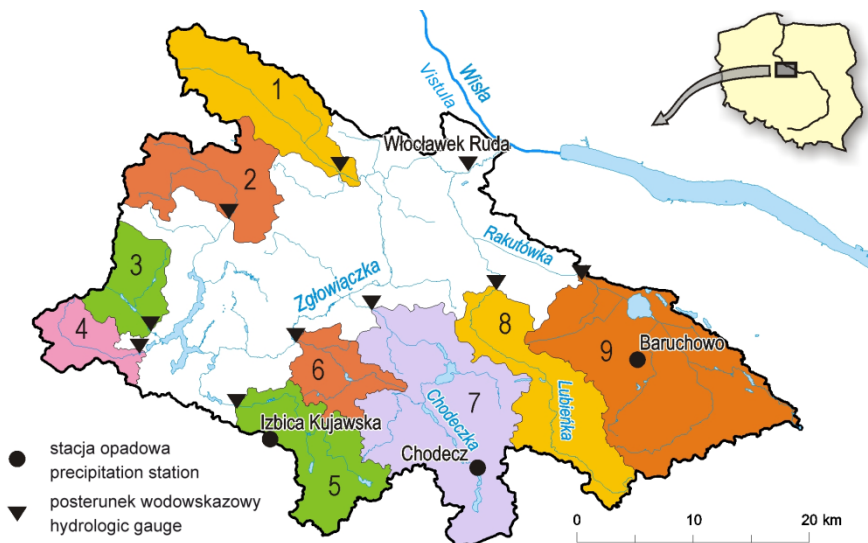 1
Wisła
Vistula
Włocławek Ruda
2
3
Rakutówka
Zgłowiączka
4
8
9
Baruchowo
6
7
Lubieńka
Chodeczka
Izbica Kujawska
Chodecz
5
stacja opadowa
precipitation station
posterunek wodowskazowy
hydrologic gauge
0 10 20 km